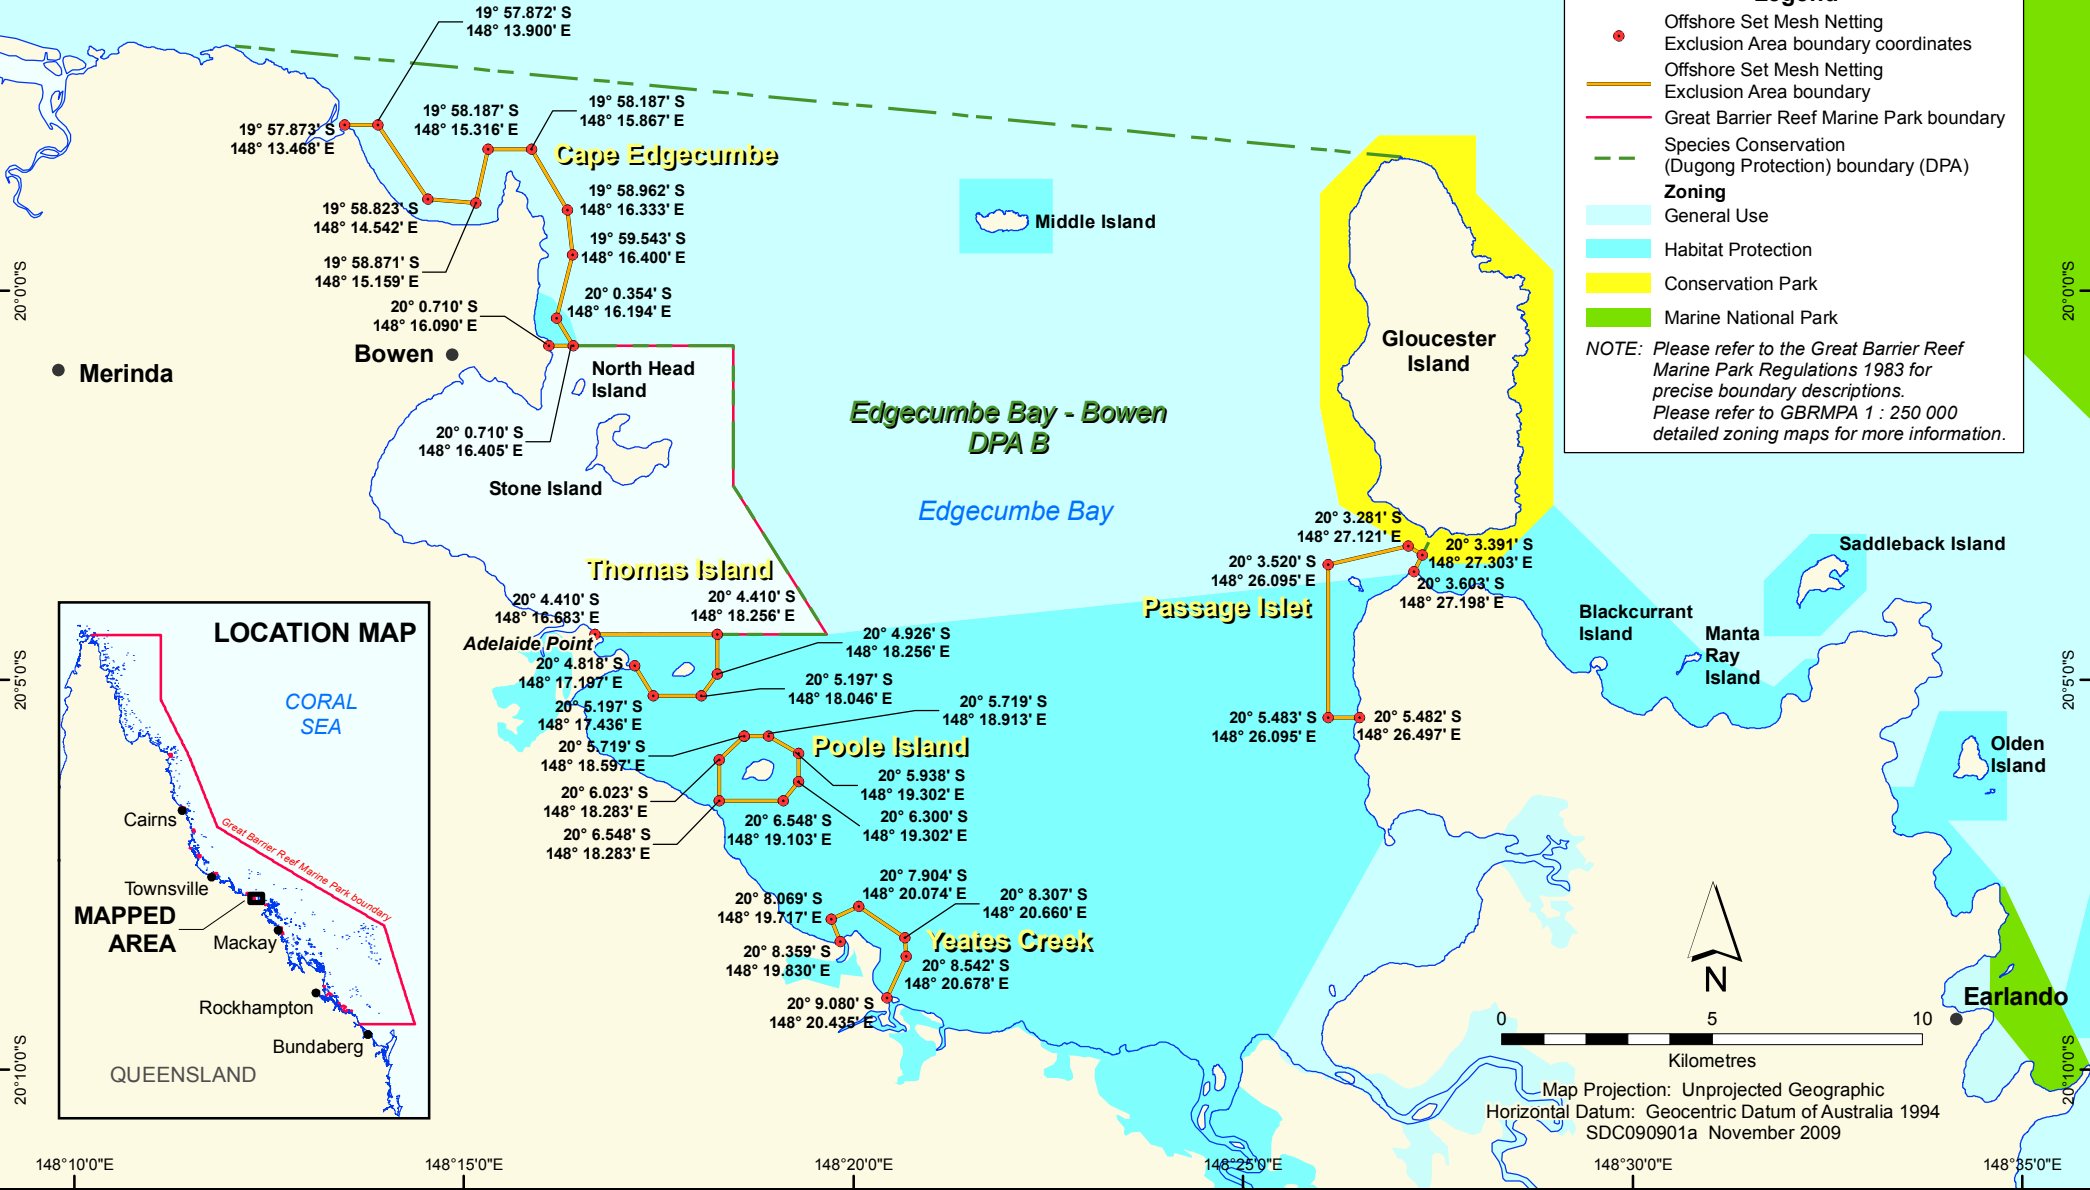 19° 57.872' S
148° 13.900' E
19° 57.873' S
148° 13.468' E
19° 58.187' S
148° 15.316' E
19° 58.187' S
148° 15.867' E
Cape Edgecumbe
19° 58.823' S
148° 14.542' E
19° 58.962' S
148° 16.333' E
19° 58.871' S
148° 15.159' E
19° 59.543' S
148° 16.400' E
20° 0.710' S
148° 16.090' E
20° 0.354' S
148° 16.194' E
Bowen
Merinda
North Head
Island
20° 0.710' S
148° 16.405' E
Stone Island
Middle Island
Gloucester
Island
Edgecumbe Bay - Bowen
DPA B
Edgecumbe Bay
Thomas Island
20° 4.410' S
148° 16.683' E
20° 4.410' S
148° 18.256' E
Adelaide Point
20° 4.818' S
148° 17.197' E
20° 4.926' S
148° 18.256' E
20° 5.197' S
148° 18.046' E
20° 5.197' S
148° 17.436' E
20° 5.719' S
148° 18.913' E
20° 5.719' S
148° 18.597' E
Poole Island
20° 5.938' S
148° 19.302' E
20° 6.023' S
148° 18.283' E
20° 6.300' S
148° 19.302' E
20° 6.548' S
148° 19.103' E
20° 6.548' S
148° 18.283' E
20° 7.904' S
148° 20.074' E
20° 8.069' S
148° 19.717' E
20° 8.307' S
148° 20.660' E
Yeates Creek
20° 8.359' S
148° 19.830' E
20° 8.542' S
148° 20.678' E
20° 9.080' S
148° 20.435' E
20° 3.281' S
148° 27.121' E
20° 3.520' S
148° 26.095' E
20° 3.391' S
148° 27.303' E
20° 3.603' S
148° 27.198' E
Passage Islet
20° 5.483' S
148° 26.095' E
20° 5.482' S
148° 26.497' E
Saddleback Island
Blackcurrant
Island
Manta
Ray
Island
Olden
Island
Earlando
Legend
Offshore Set Mesh Netting
Exclusion Area boundary coordinates
Offshore Set Mesh Netting
Exclusion Area boundary
Great Barrier Reef Marine Park boundary
Species Conservation
(Dugong Protection) boundary (DPA)
Zoning
General Use
Habitat Protection
Conservation Park
Marine National Park
NOTE: Please refer to the Great Barrier Reef
Marine Park Regulations 1983 for
precise boundary descriptions.
Please refer to GBRMPA 1 : 250 000
detailed zoning maps for more information.
LOCATION MAP
CORAL
SEA
Cairns
Great Barrier Reef Marine Park boundary
Townsville
MAPPED
AREA
Mackay
Rockhampton
Bundaberg
QUEENSLAND
N
0 5 10
Kilometres
Map Projection: Unprojected Geographic
Horizontal Datum: Geocentric Datum of Australia 1994
SDC090901a November 2009
20°0'0"S
20°5'0"S
20°10'0"S
20°0'0"S
20°5'0"S
20°10'0"S
148°10'0"E
148°15'0"E
148°20'0"E
148°25'0"E
148°30'0"E
148°35'0"E